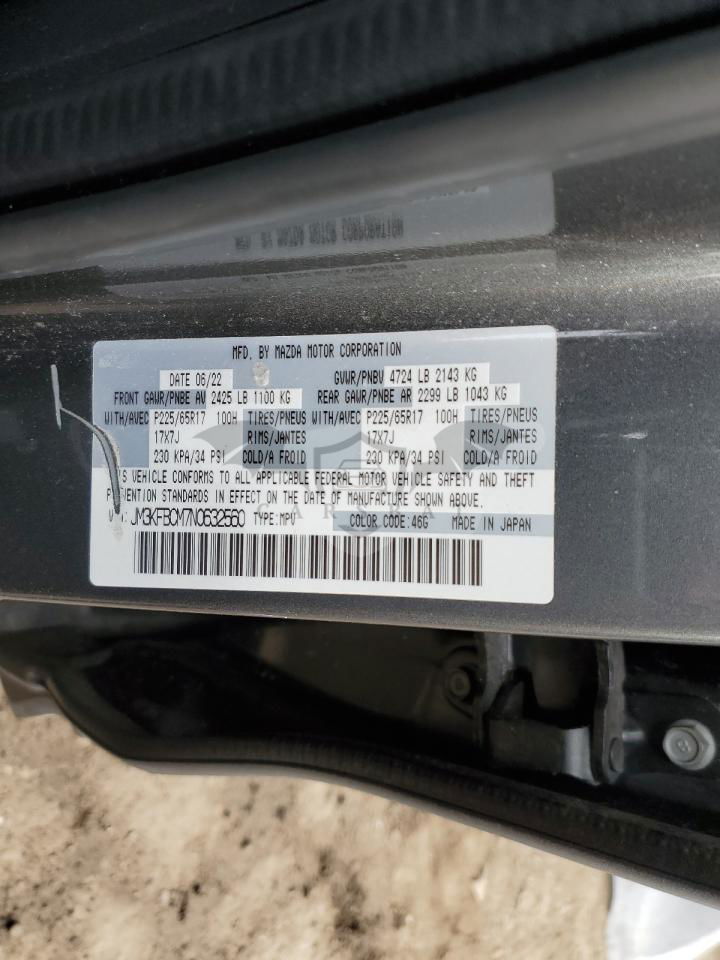 MFD. BY MAZDA MOTOR CORPORATION
DATE 06/22 GVWR/PNBV 4724 LB 2143 KG
FRONT GAWR/PNBE AV 2425 LB 1100 KG REAR GAWR/PNBE AR 2299 LB 1043 KG
WITH/AVEC P225/65R17 100H TIRES/PNEUS WITH/AVEC P225/65R17 100H TIRES/PNEUS
17X7J RIMS/JANTES 17X7J RIMS/JANTES
230 KPA/34 PSI COLD/A FROID 230 KPA/34 PSI COLD/A FROID
VEHICLE CONFORMS TO ALL APPLICABLE FEDERAL MOTOR VEHICLE SAFETY AND THEFT
PREVENTION STANDARDS IN EFFECT ON THE DATE OF MANUFACTURE SHOWN ABOVE.
JM3KFBCM7N0632560 TYPE:MPV COLOR CODE:46G MADE IN JAPAN